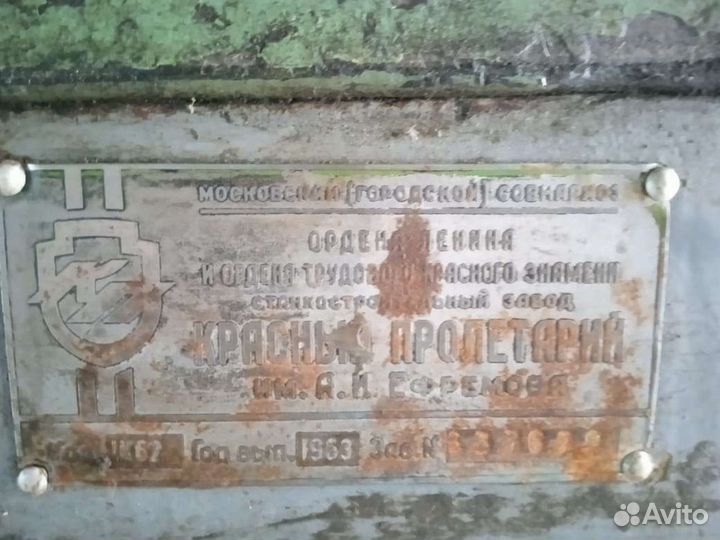 МОСКОВСКИЙ (ГОРОДСКОЙ) СОВНАРХОЗ
ОРДЕНА ЛЕНИНА
И ОРДЕНА ТРУДОВОГО КРАСНОГО ЗНАМЕНИ
СТАНКОСТРОИТЕЛЬНЫЙ ЗАВОД
КРАСНЫЙ ПРОЛЕТАРИЙ
ИМ. А.И. ЕФРЕМОВА
Мод. 1К62 Год вып. 1963 Зав. N
Avito